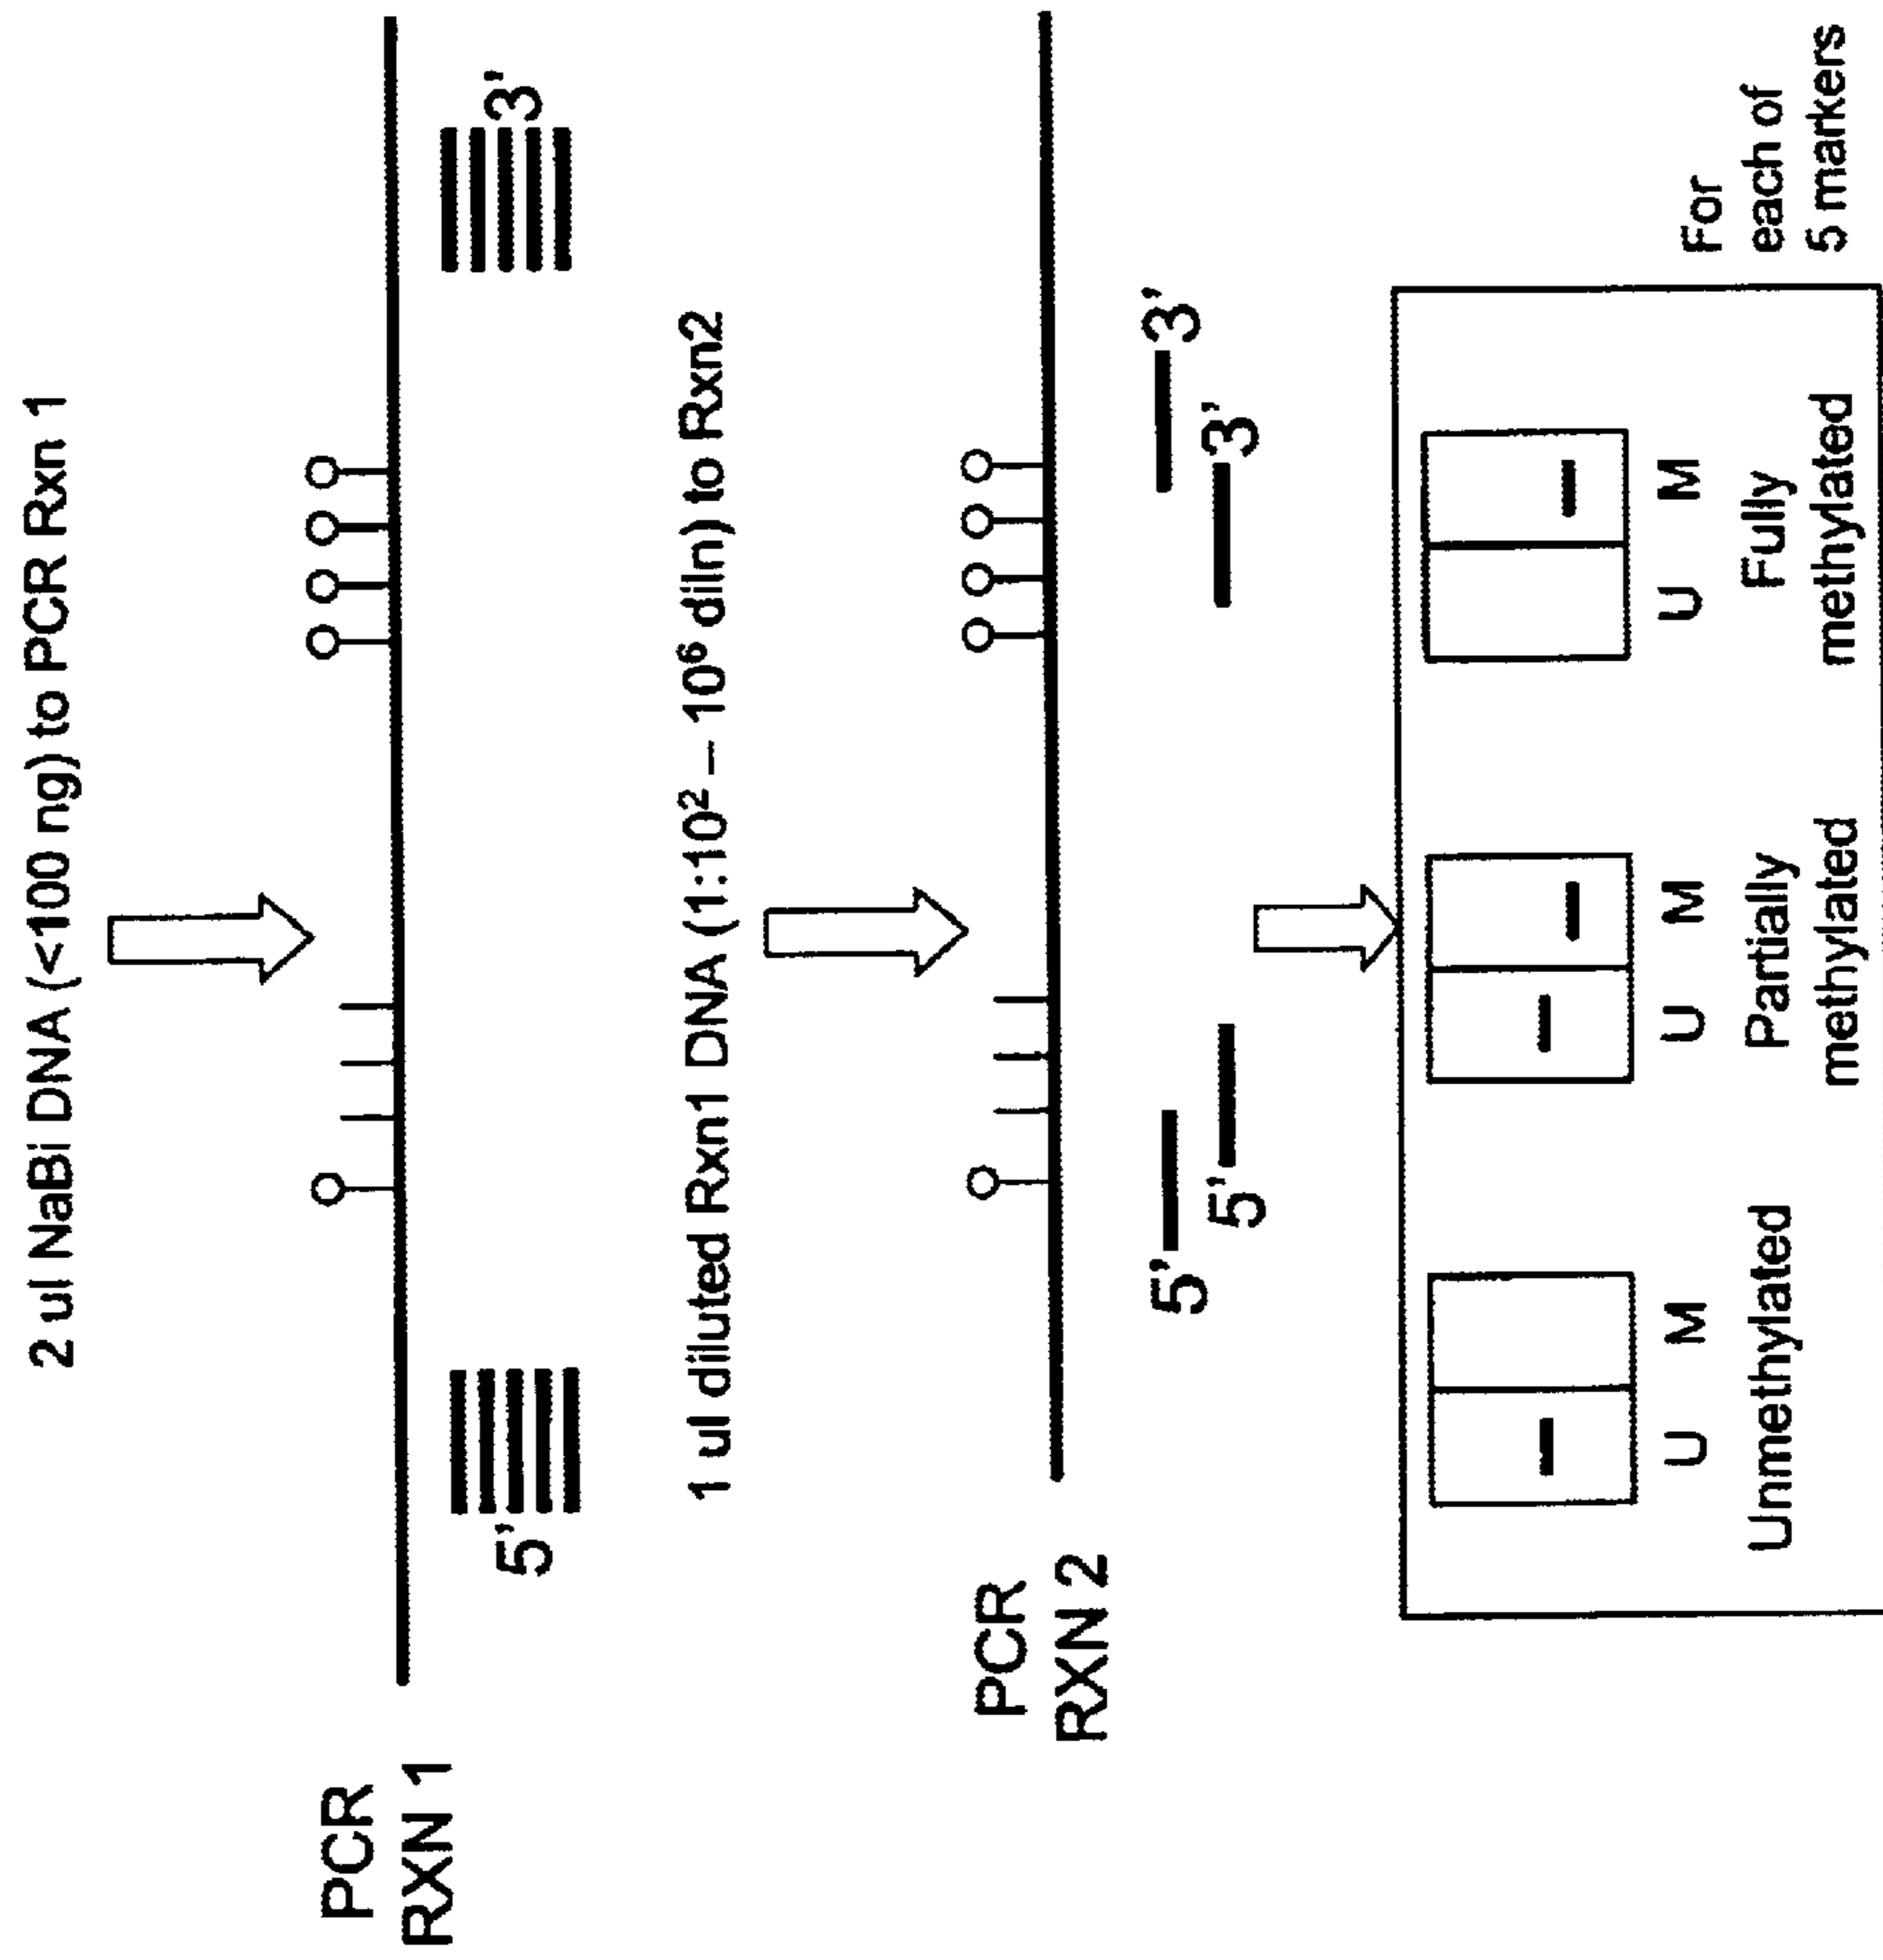 2 ul NaBi DNA (<100 ng) to PCR Rxn 1
PCR
RXN 1
5'
3'
1 ul diluted Rxn1 DNA (1:10² – 10⁶ diln) to Rxn2
PCR
RXN 2
5'
3'
5'
3'
U M
U M
U M
Unmethylated
Partially
methylated
Fully
methylated
For
each of
5 markers